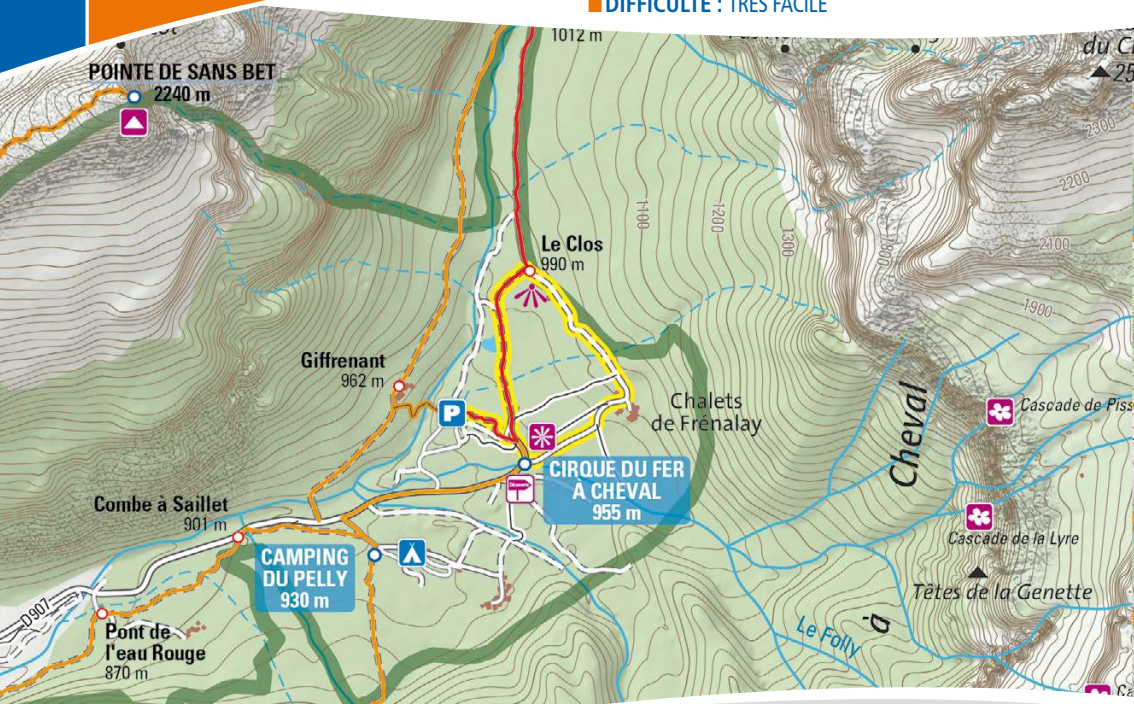 DIFFICULTÉ : TRÈS FACILE
1012 m
POINTE DE SANS BET
2240 m
2300
2200
2100
1900
1800
1100
1200
1300
Le Clos
990 m
Giffrenant
962 m
P
Chalets
de Frénalay
Cheval
Cascade de Piss
CIRQUE DU FER
À CHEVAL
955 m
Combe à Saillet
901 m
Cascade de la Lyre
CAMPING
DU PELLY
930 m
Têtes de la Genette
à
Le Folly
D907
Pont de
l'eau Rouge
870 m